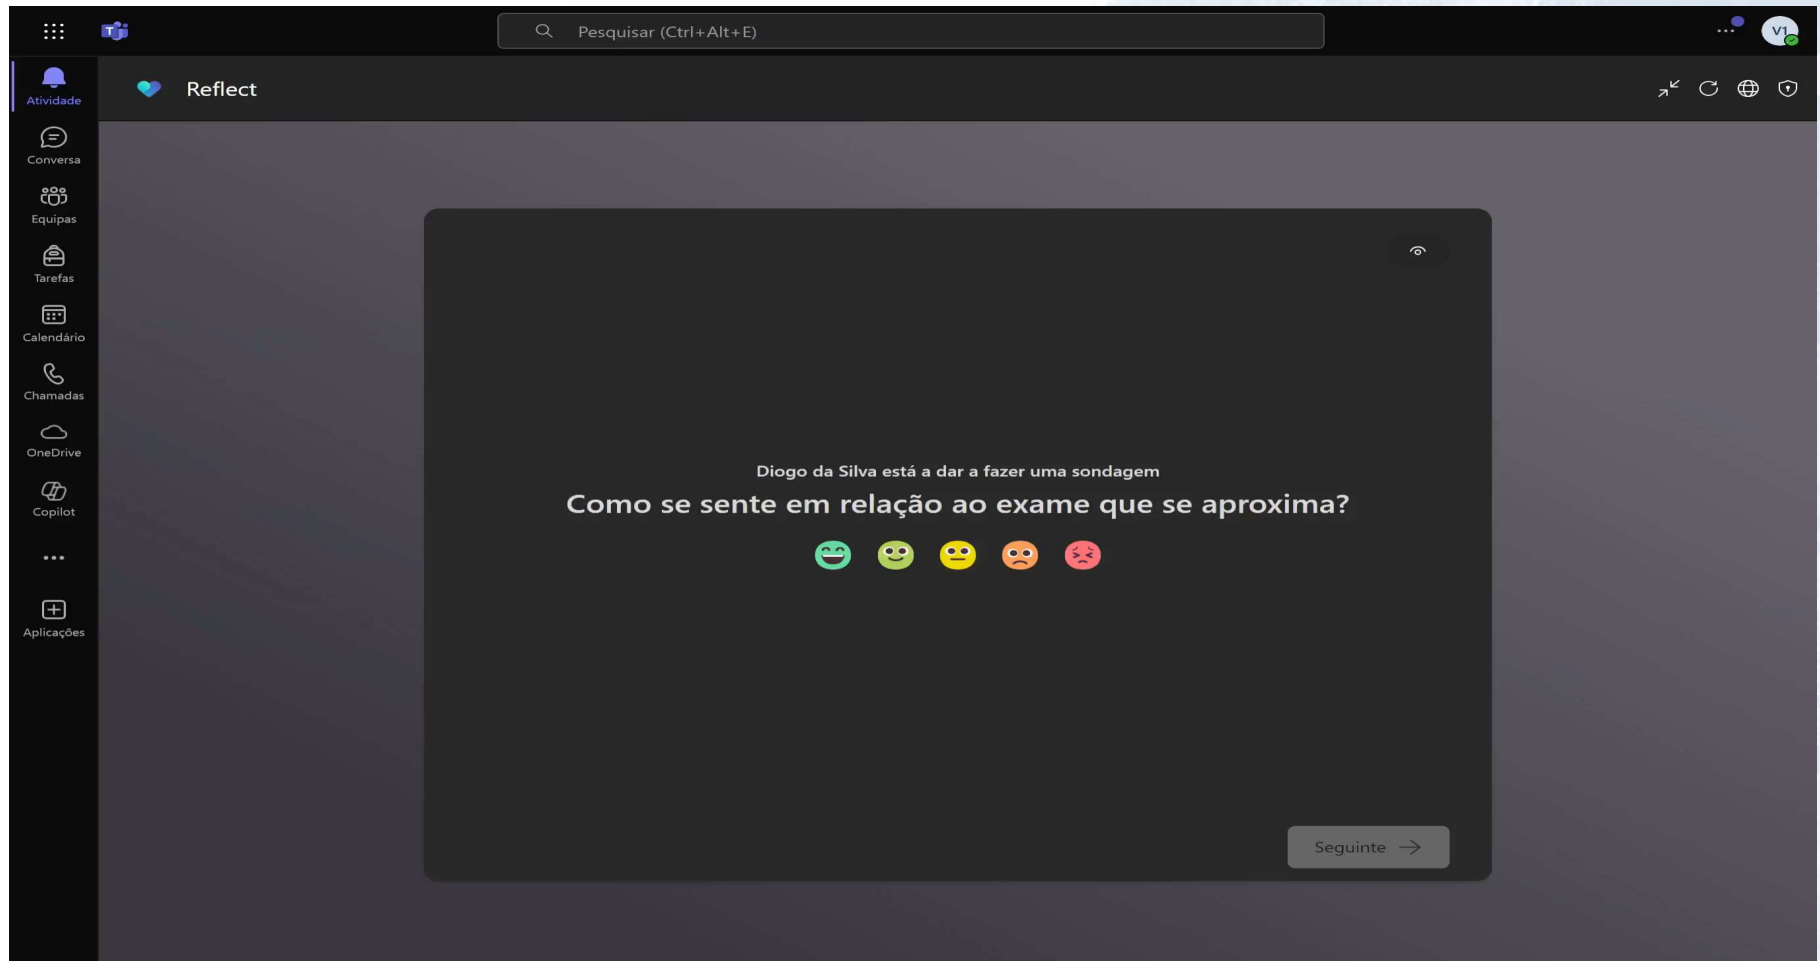 Pesquisar (Ctrl+Alt+E)
V1
Reflect
Atividade
Conversa
Equipas
Tarefas
Calendário
Chamadas
OneDrive
Copilot
Aplicações
Diogo da Silva está a dar a fazer uma sondagem
Como se sente em relação ao exame que se aproxima?
Seguinte